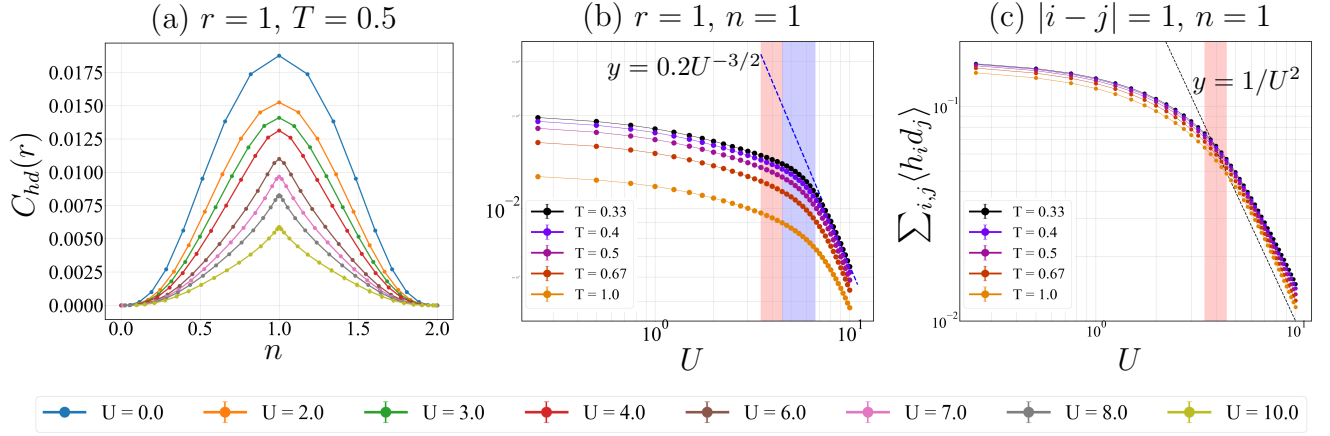 (a) r = 1, T = 0.5
C_{hd}(r)
0.0175
0.0150
0.0125
0.0100
0.0075
0.0050
0.0025
0.0000
0.0 0.5 1.0 1.5 2.0
n
(b) r = 1, n = 1
y = 0.2U^{-3/2}
10^{-2}
T = 0.33
T = 0.4
T = 0.5
T = 0.67
T = 1.0
10^0 10^1
U
(c) |i − j| = 1, n = 1
y = 1/U^2
∑_{i,j}⟨h_i d_j⟩
10^{-1}
10^{-2}
T = 0.33
T = 0.4
T = 0.5
T = 0.67
T = 1.0
10^0 10^1
U
U = 0.0 U = 2.0 U = 3.0 U = 4.0 U = 6.0 U = 7.0 U = 8.0 U = 10.0